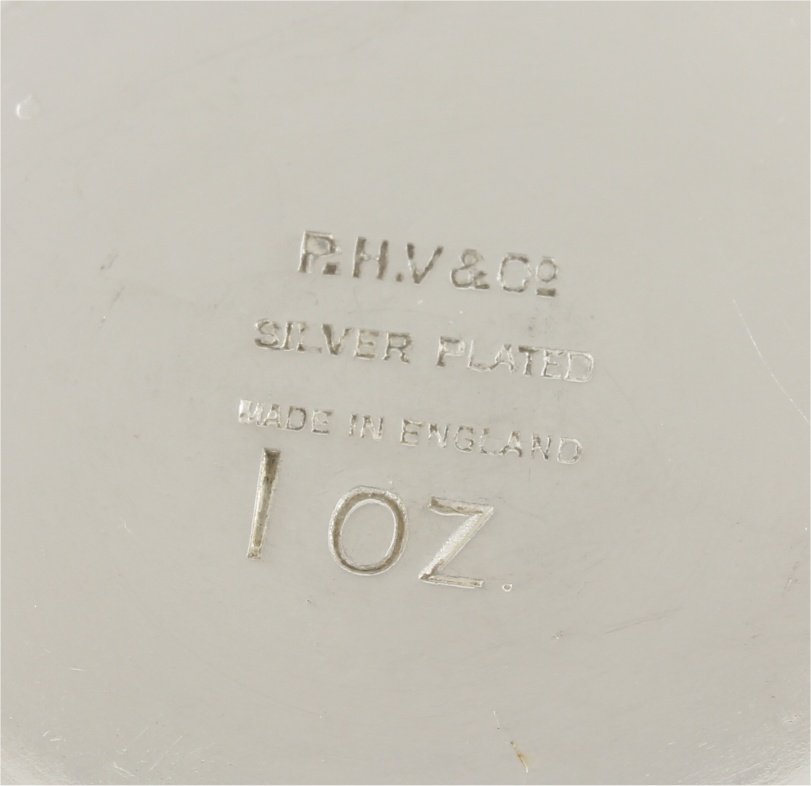 P.H.V & Cº
SILVER PLATED
MADE IN ENGLAND
1 OZ.